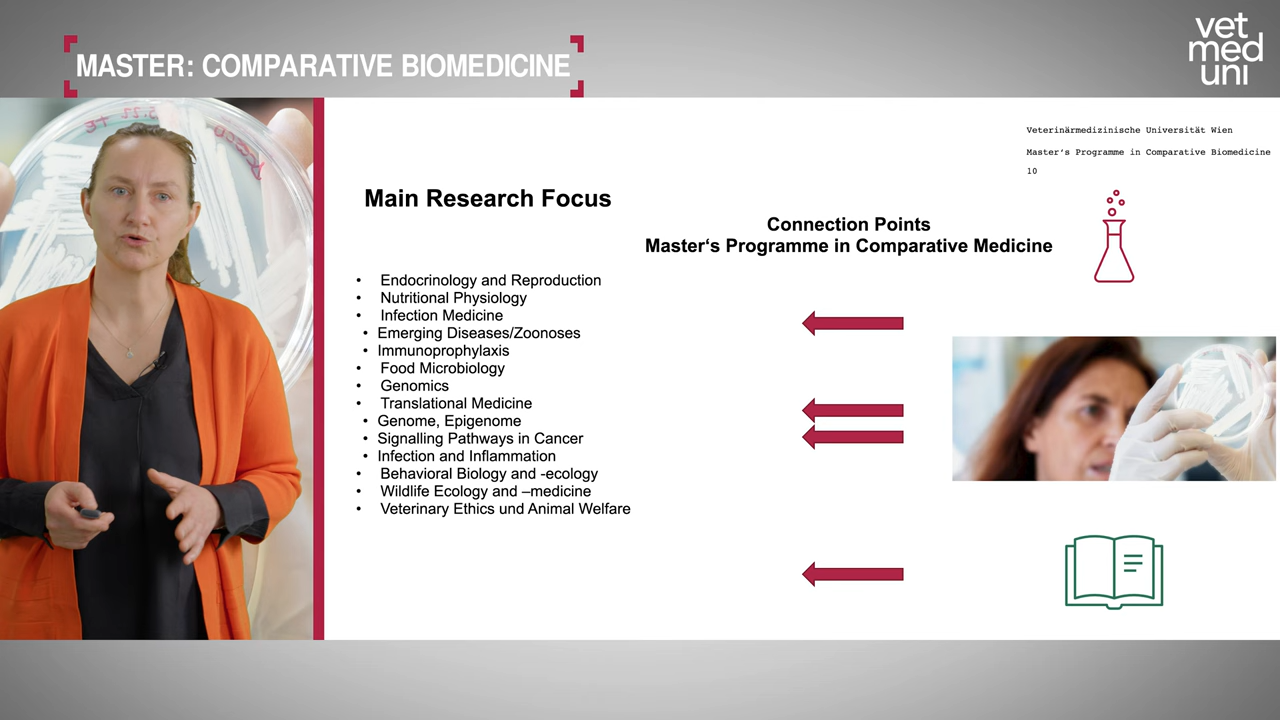 MASTER: COMPARATIVE BIOMEDICINE
vet
med
uni
Veterinärmedizinische Universität Wien
Master's Programme in Comparative Biomedicine
10
Main Research Focus
Connection Points
Master‘s Programme in Comparative Medicine
• Endocrinology and Reproduction
• Nutritional Physiology
• Infection Medicine
• Emerging Diseases/Zoonoses
• Immunoprophylaxis
• Food Microbiology
• Genomics
• Translational Medicine
• Genome, Epigenome
• Signalling Pathways in Cancer
• Infection and Inflammation
• Behavioral Biology and -ecology
• Wildlife Ecology and –medicine
• Veterinary Ethics und Animal Welfare